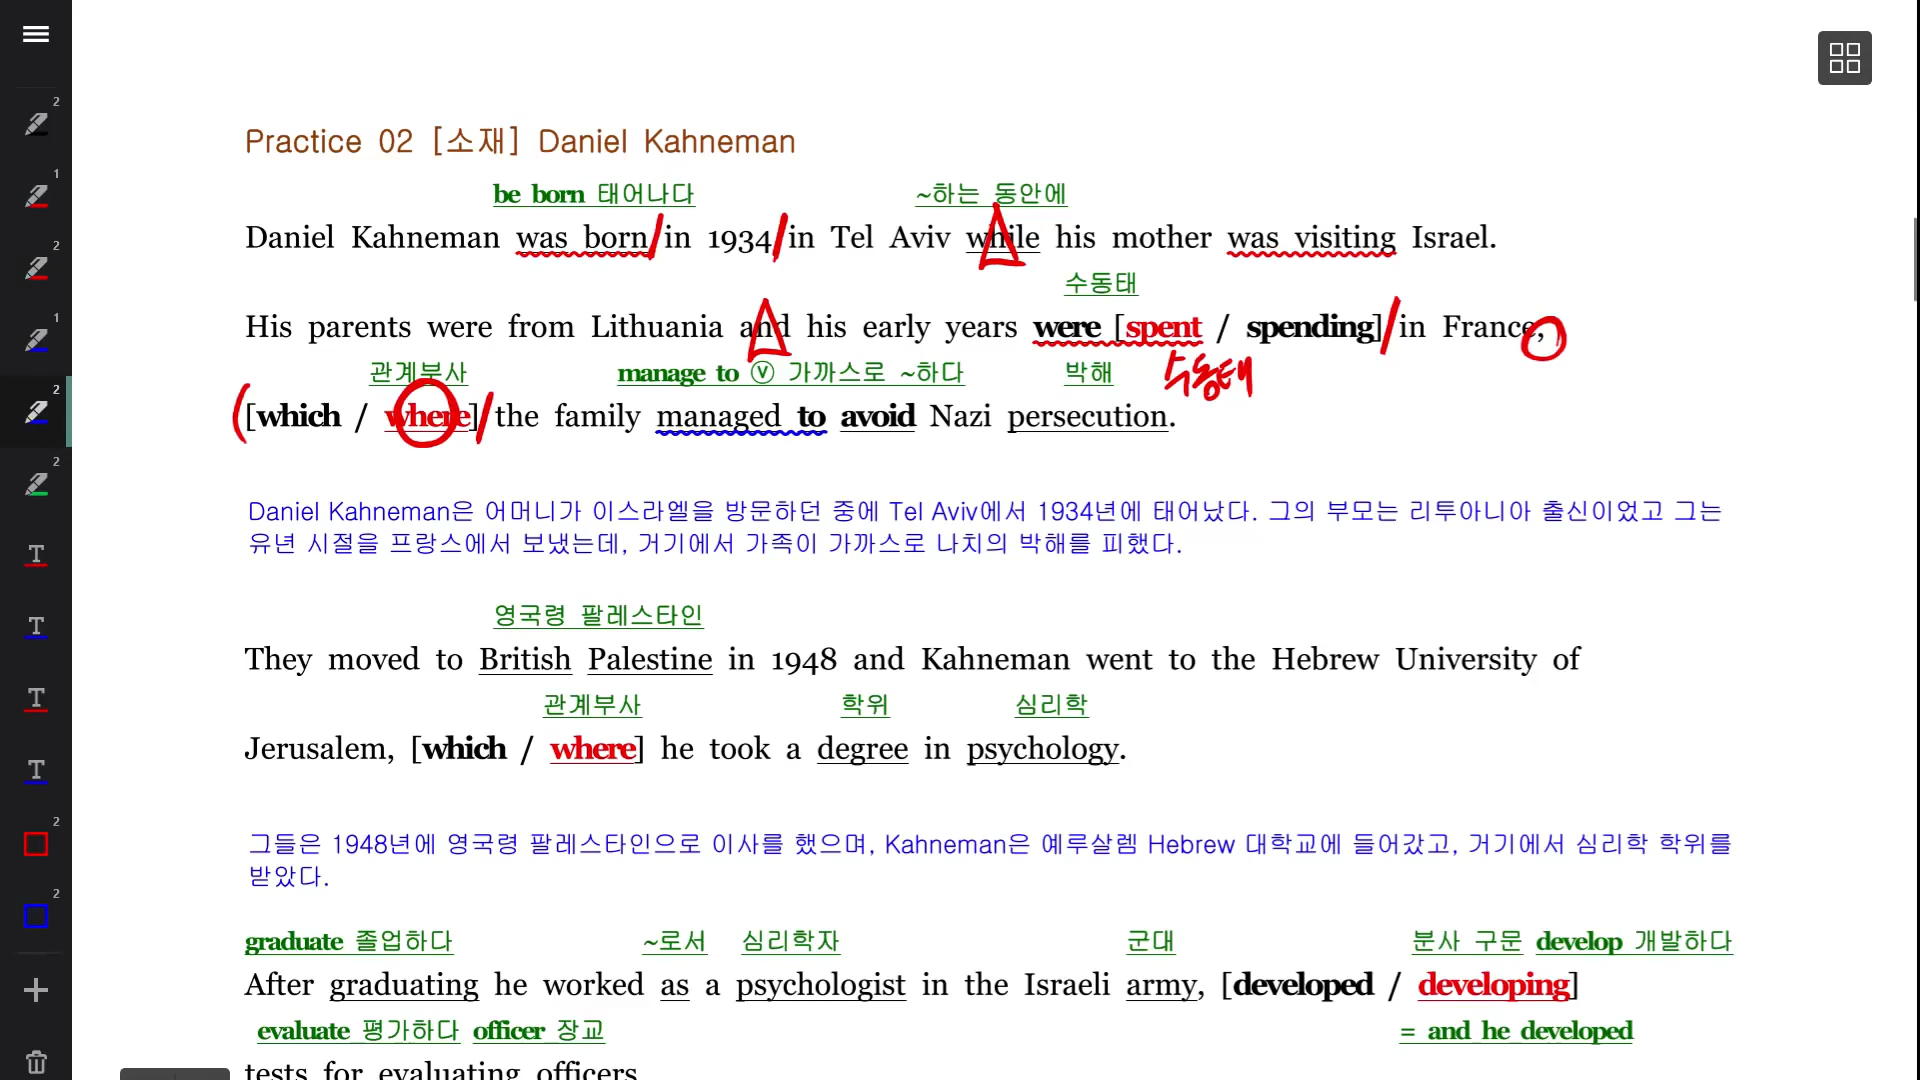 Practice 02 [소재] Daniel Kahneman
be born 태어나다 ~하는 동안에
Daniel Kahneman was born in 1934 in Tel Aviv while his mother was visiting Israel.
수동태
His parents were from Lithuania and his early years were [spent / spending] in France,
관계부사 manage to ⓥ 가까스로 ~하다 박해 수동태
[which / where] the family managed to avoid Nazi persecution.
Daniel Kahneman은 어머니가 이스라엘을 방문하던 중에 Tel Aviv에서 1934년에 태어났다. 그의 부모는 리투아니아 출신이었고 그는
유년 시절을 프랑스에서 보냈는데, 거기에서 가족이 가까스로 나치의 박해를 피했다.
영국령 팔레스타인
They moved to British Palestine in 1948 and Kahneman went to the Hebrew University of
관계부사 학위 심리학
Jerusalem, [which / where] he took a degree in psychology.
그들은 1948년에 영국령 팔레스타인으로 이사를 했으며, Kahneman은 예루살렘 Hebrew 대학교에 들어갔고, 거기에서 심리학 학위를
받았다.
graduate 졸업하다 ~로서 심리학자 군대 분사 구문 develop 개발하다
After graduating he worked as a psychologist in the Israeli army, [developed / developing]
evaluate 평가하다 officer 장교 = and he developed
tests for evaluating officers.